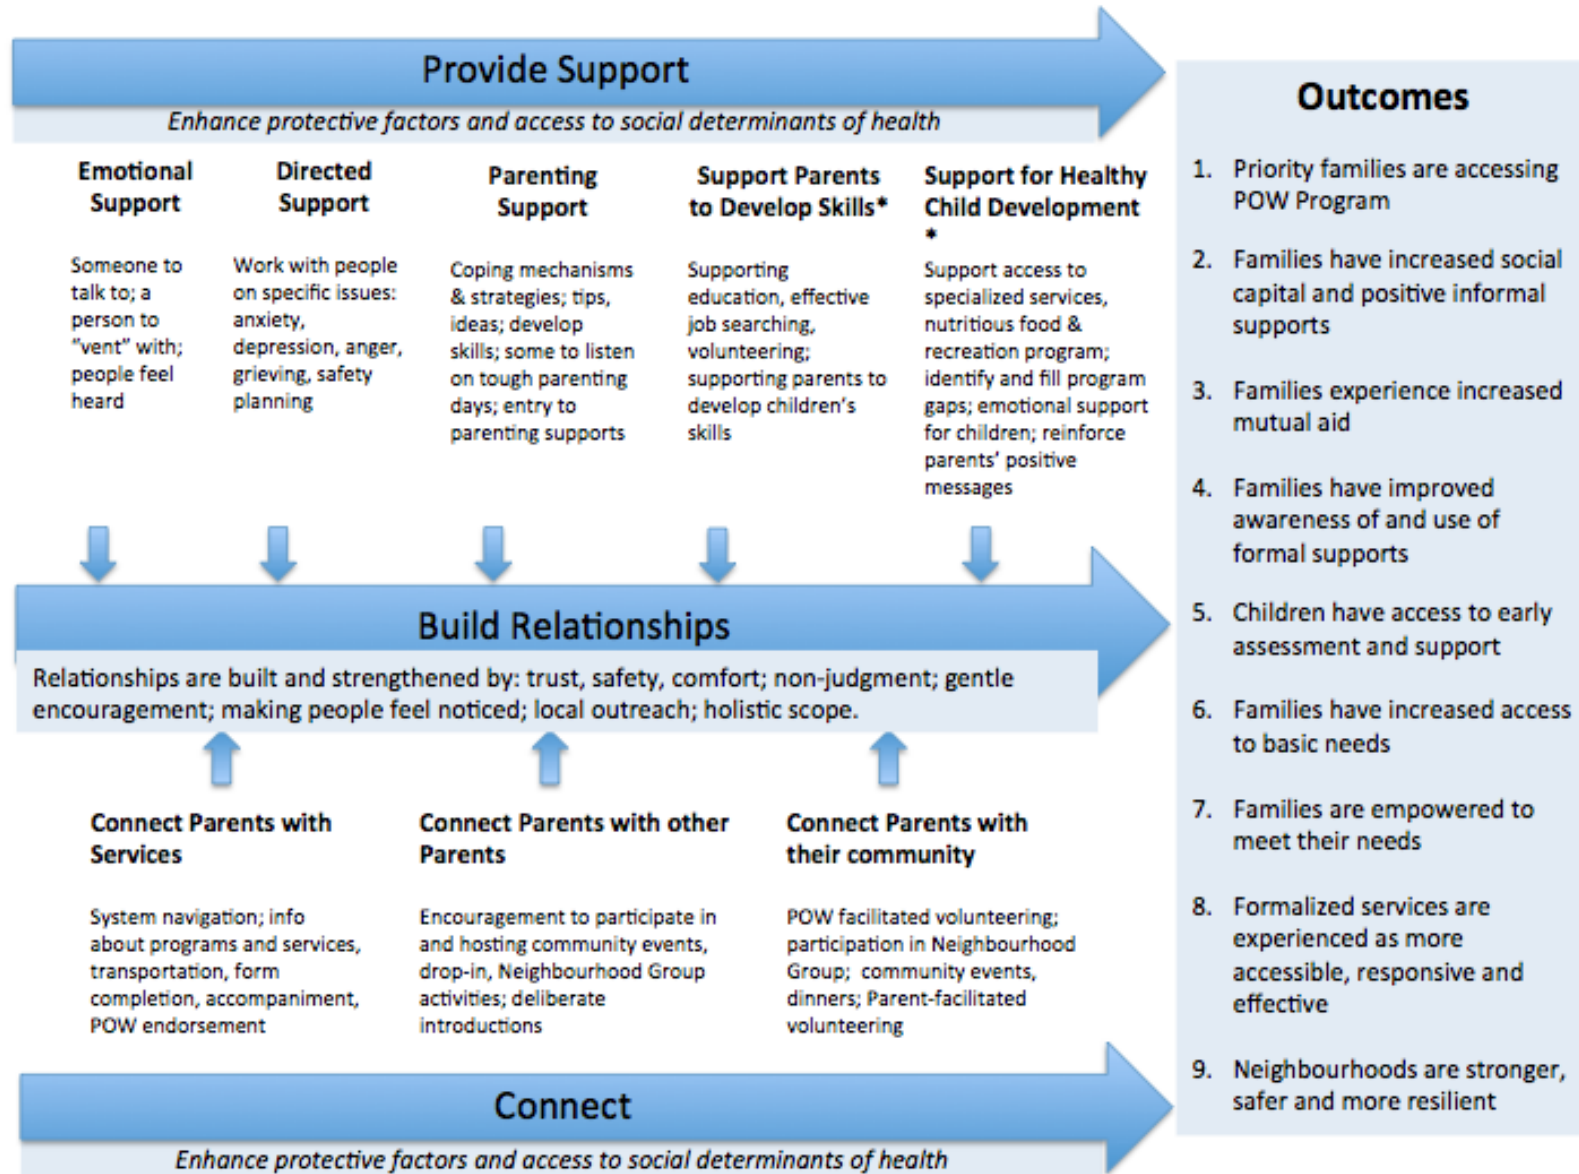 Provide Support
Enhance protective factors and access to social determinants of health
Emotional
Support
Someone to
talk to; a
person to
“vent” with;
people feel
heard
Directed
Support
Work with people
on specific issues:
anxiety,
depression, anger,
grieving, safety
planning
Parenting
Support
Coping mechanisms
& strategies; tips,
ideas; develop
skills; some to listen
on tough parenting
days; entry to
parenting supports
Support Parents
to Develop Skills*
Supporting
education, effective
job searching,
volunteering;
supporting parents to
develop children’s
skills
Support for Healthy
Child Development
*
Support access to
specialized services,
nutritious food &
recreation program;
identify and fill program
gaps; emotional support
for children; reinforce
parents’ positive
messages
Build Relationships
Relationships are built and strengthened by: trust, safety, comfort; non-judgment; gentle
encouragement; making people feel noticed; local outreach; holistic scope.
Connect Parents with
Services
System navigation; info
about programs and services,
transportation, form
completion, accompaniment,
POW endorsement
Connect Parents with other
Parents
Encouragement to participate in
and hosting community events,
drop-in, Neighbourhood Group
activities; deliberate
introductions
Connect Parents with
their community
POW facilitated volunteering;
participation in Neighbourhood
Group;  community events,
dinners; Parent-facilitated
volunteering
Connect
Enhance protective factors and access to social determinants of health
Outcomes
1. Priority families are accessing
POW Program
2. Families have increased social
capital and positive informal
supports
3. Families experience increased
mutual aid
4. Families have improved
awareness of and use of
formal supports
5. Children have access to early
assessment and support
6. Families have increased access
to basic needs
7. Families are empowered to
meet their needs
8. Formalized services are
experienced as more
accessible, responsive and
effective
9. Neighbourhoods are stronger,
safer and more resilient